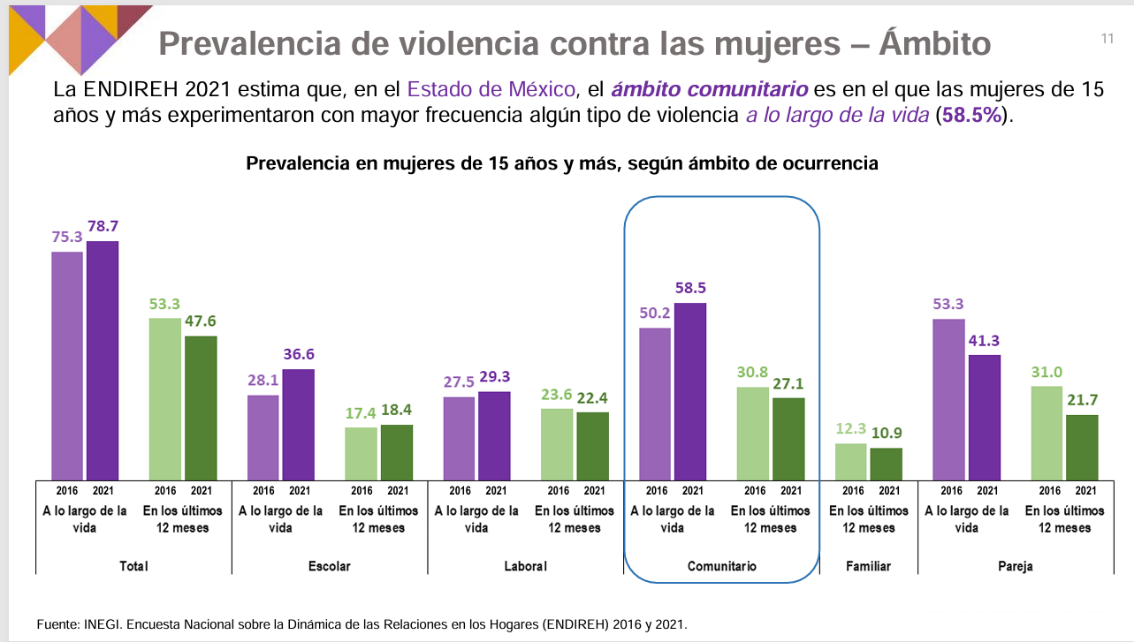 Prevalencia de violencia contra las mujeres – Ámbito
11
La ENDIREH 2021 estima que, en el Estado de México, el ámbito comunitario es en el que las mujeres de 15
años y más experimentaron con mayor frecuencia algún tipo de violencia a lo largo de la vida (58.5%).
Prevalencia en mujeres de 15 años y más, según ámbito de ocurrencia
75.3 78.7 53.3 47.6 28.1 36.6 17.4 18.4 27.5 29.3 23.6 22.4 50.2 58.5 30.8 27.1 12.3 10.9 53.3 41.3 31.0 21.7
2016 2021 2016 2021 2016 2021 2016 2021 2016 2021 2016 2021 2016 2021 2016 2021 2016 2021 2016 2021 2016 2021
A lo largo de la En los últimos A lo largo de la En los últimos A lo largo de la En los últimos A lo largo de la En los últimos En los últimos A lo largo de la En los últimos
vida 12 meses vida 12 meses vida 12 meses vida 12 meses 12 meses vida 12 meses
Total Escolar Laboral Comunitario Familiar Pareja
Fuente: INEGI. Encuesta Nacional sobre la Dinámica de las Relaciones en los Hogares (ENDIREH) 2016 y 2021.